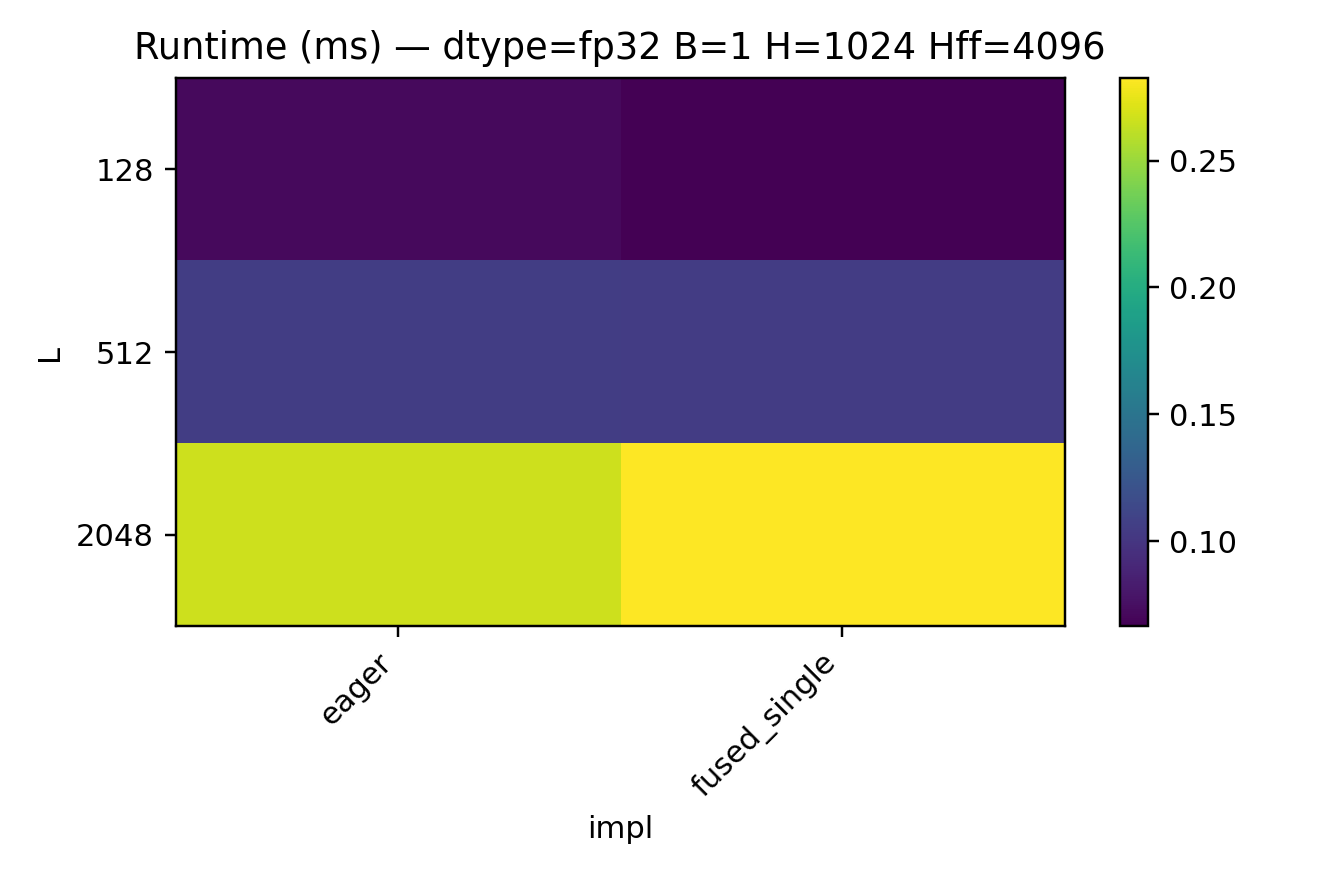 Runtime (ms) — dtype=fp32 B=1 H=1024 Hff=4096
128
512
2048
L
eager
fused_single
impl
0.25
0.20
0.15
0.10